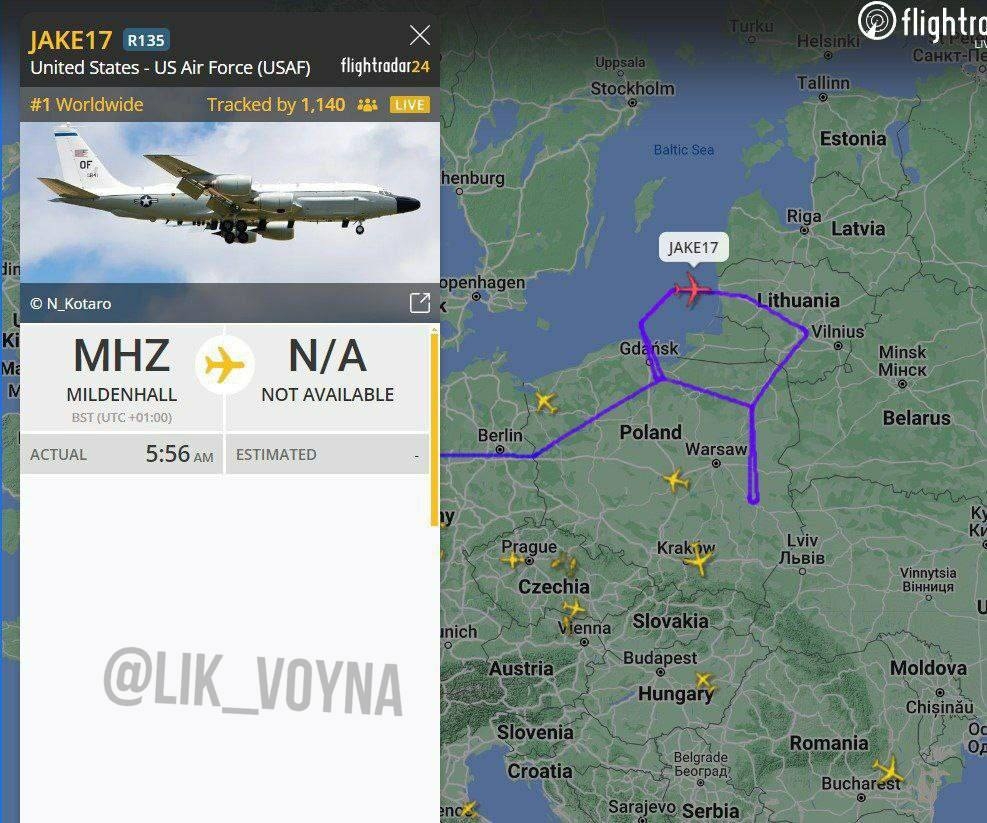 JAKE17 R135
United States - US Air Force (USAF)
flightradar24
#1 Worldwide
Tracked by 1,140
LIVE
OF
© N_Kotaro
MHZ
MILDENHALL
BST (UTC +01:00)
N/A
NOT AVAILABLE
ACTUAL 5:56 AM
ESTIMATED -
@LIK_VOYNA
flightra
Turku
Helsinki
Санкт-Пе
Uppsala
Stockholm
Tallinn
Estonia
Baltic Sea
henburg
Riga
Latvia
JAKE17
openhagen
Lithuania
Vilnius
Gdańsk
Minsk
Мінск
Belarus
Berlin
Poland
Warsaw
Prague
Kraków
Lviv
Львів
Czechia
Vinnytsia
Вінниця
Slovakia
unich
Vienna
Austria
Budapest
Hungary
Moldova
Chișinău
Slovenia
Romania
Croatia
Belgrade
Београд
Bucharest
Sarajevo
Serbia